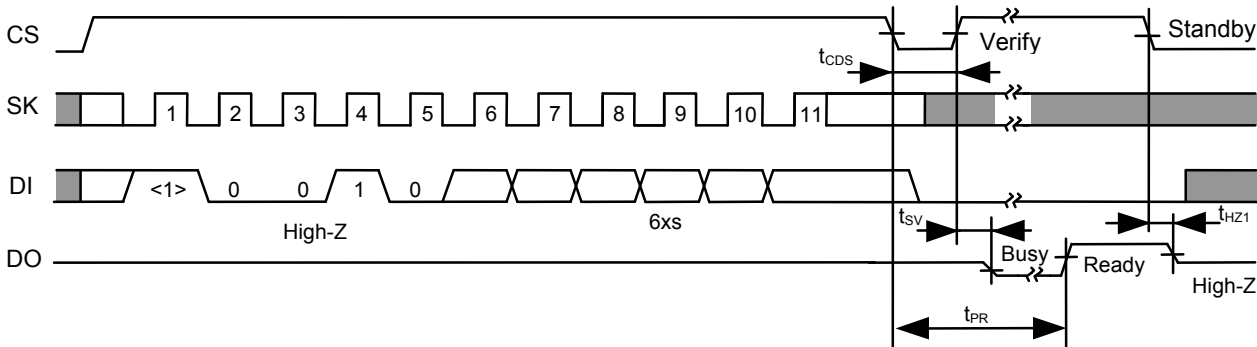 CS
Verify
Standby
tCDS
SK
1 2 3 4 5 6 7 8 9 10 11
DI
<1> 0 0 1 0
6xs
High-Z
tSV
tHZ1
DO
Busy
Ready
High-Z
tPR